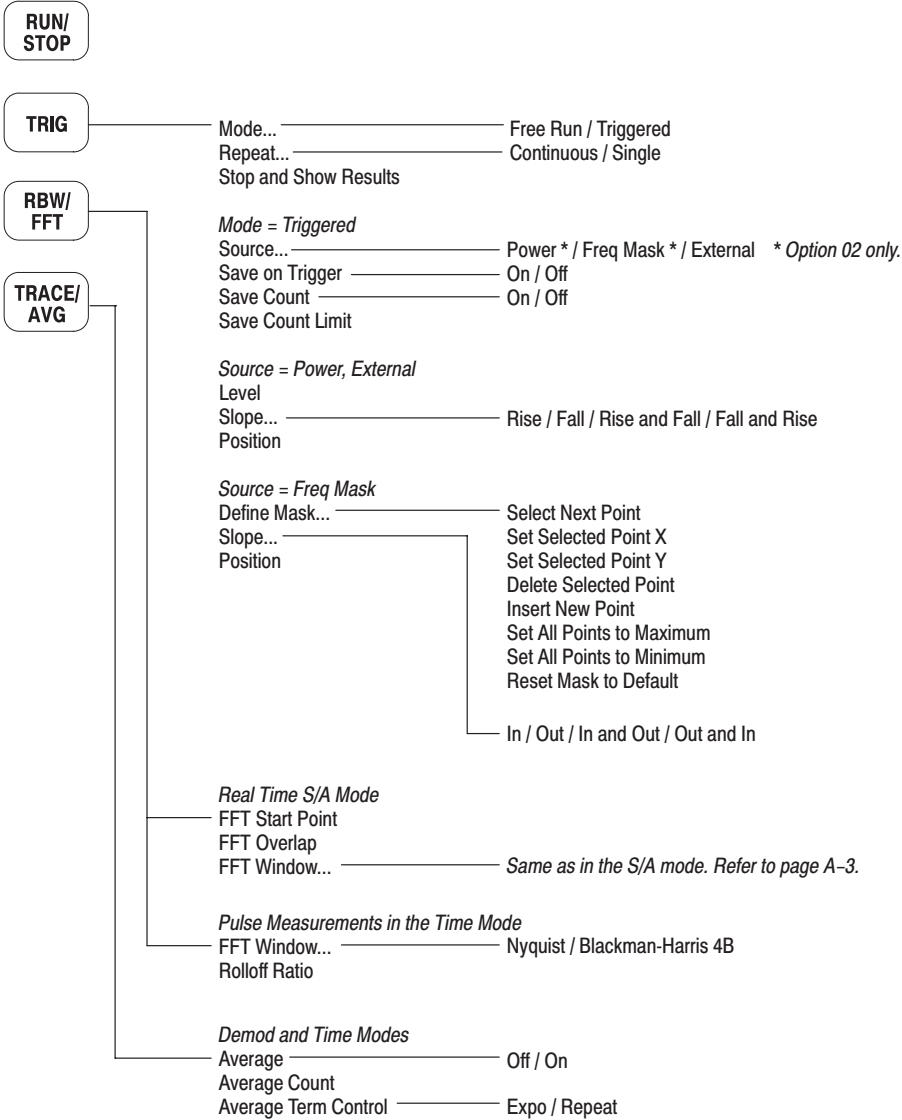 RUN/
STOP
TRIG
Mode... Free Run / Triggered
Repeat... Continuous / Single
Stop and Show Results
RBW/
FFT
Mode = Triggered
Source... Power * / Freq Mask * / External * Option 02 only.
Save on Trigger On / Off
Save Count On / Off
Save Count Limit
TRACE/
AVG
Source = Power, External
Level
Slope... Rise / Fall / Rise and Fall / Fall and Rise
Position
Source = Freq Mask
Define Mask... Select Next Point
Slope... Set Selected Point X
Position Set Selected Point Y
Delete Selected Point
Insert New Point
Set All Points to Maximum
Set All Points to Minimum
Reset Mask to Default
In / Out / In and Out / Out and In
Real Time S/A Mode
FFT Start Point
FFT Overlap
FFT Window... Same as in the S/A mode. Refer to page A–3.
Pulse Measurements in the Time Mode
FFT Window... Nyquist / Blackman-Harris 4B
Rolloff Ratio
Demod and Time Modes
Average Off / On
Average Count
Average Term Control Expo / Repeat